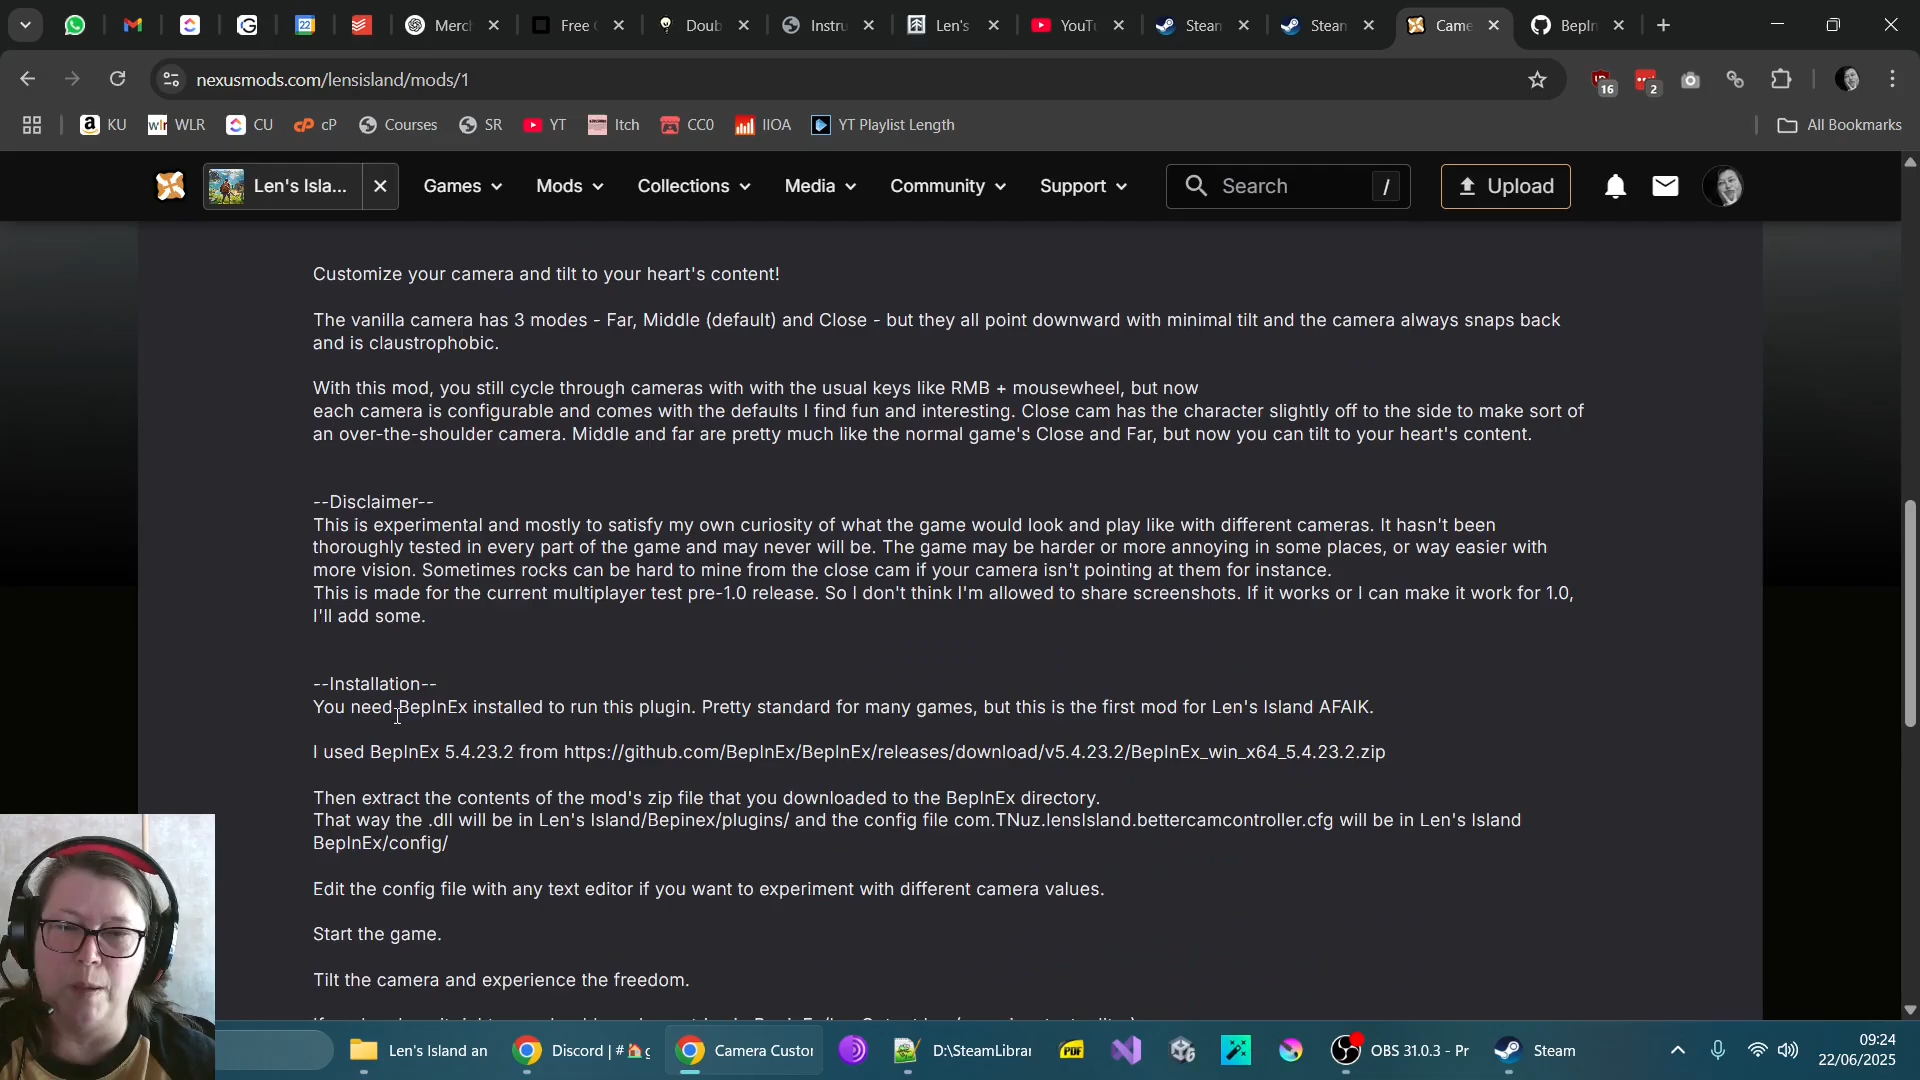 Merch
Free
Doub
Instru
Len's
YouTu
Steam
Steam
Came
BepIn
nexusmods.com/lensisland/mods/1
16
2
KU
WLR
CU
cP
Courses
SR
YT
Itch
CC0
IIOA
YT Playlist Length
All Bookmarks
Len's Isla...
Games
Mods
Collections
Media
Community
Support
Search
/
Upload
Customize your camera and tilt to your heart's content!
The vanilla camera has 3 modes - Far, Middle (default) and Close - but they all point downward with minimal tilt and the camera always snaps back
and is claustrophobic.
With this mod, you still cycle through cameras with with the usual keys like RMB + mousewheel, but now
each camera is configurable and comes with the defaults I find fun and interesting. Close cam has the character slightly off to the side to make sort of
an over-the-shoulder camera. Middle and far are pretty much like the normal game's Close and Far, but now you can tilt to your heart's content.
--Disclaimer--
This is experimental and mostly to satisfy my own curiosity of what the game would look and play like with different cameras. It hasn't been
thoroughly tested in every part of the game and may never will be. The game may be harder or more annoying in some places, or way easier with
more vision. Sometimes rocks can be hard to mine from the close cam if your camera isn't pointing at them for instance.
This is made for the current multiplayer test pre-1.0 release. So I don't think I'm allowed to share screenshots. If it works or I can make it work for 1.0,
I'll add some.
--Installation--
You need BepInEx installed to run this plugin. Pretty standard for many games, but this is the first mod for Len's Island AFAIK.
I used BepInEx 5.4.23.2 from https://github.com/BepInEx/BepInEx/releases/download/v5.4.23.2/BepInEx_win_x64_5.4.23.2.zip
Then extract the contents of the mod's zip file that you downloaded to the BepInEx directory.
That way the .dll will be in Len's Island/Bepinex/plugins/ and the config file com.TNuz.lensIsland.bettercamcontroller.cfg will be in Len's Island
BepInEx/config/
Edit the config file with any text editor if you want to experiment with different camera values.
Start the game.
Tilt the camera and experience the freedom.
Len's Island an
Discord | #
Camera Custor
D:\SteamLibrar
PDF
OBS 31.0.3 - Pr
Steam
09:24
22/06/2025